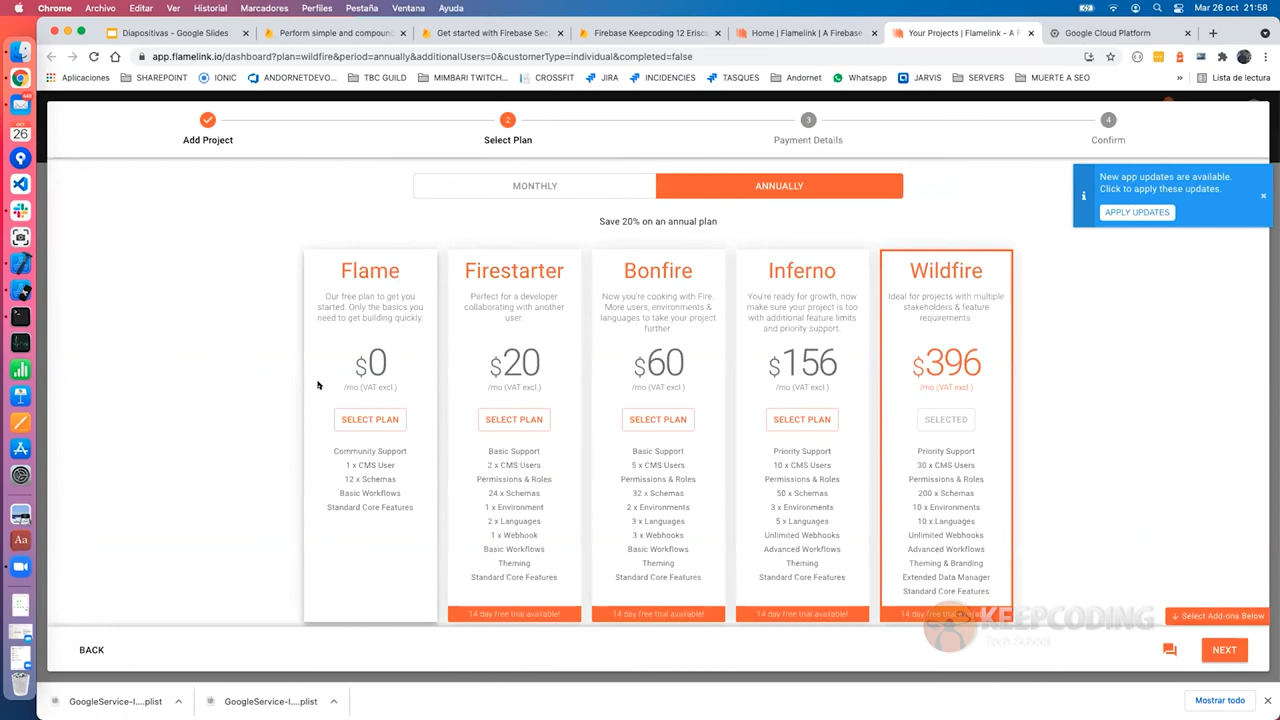 Chrome Archivo Editar Ver Historial Marcadores Perfiles Pestaña Ventana Ayuda
Mar 26 oct 21:58
Diapositivas - Google Slides
Perform simple and compound
Get started with Firebase Sec
Firebase Keepcoding 12 Erisco
Home | Flamelink | A Firebase
Your Projects | Flamelink - A F
Google Cloud Platform
app.flamelink.io/dashboard?plan=wildfire&period=annually&additionalUsers=0&customerType=individual&completed=false
Aplicaciones SHAREPOINT IONIC ANDORNETDEVO... TBC GUILD MIMBARI TWITCH... CROSSFIT JIRA INCIDENCIES TASQUES Andornet Whatsapp JARVIS SERVERS MUERTE A SEO » Lista de lectura
2 3 4
Add Project Select Plan Payment Details Confirm
New app updates are available.
Click to apply these updates.
APPLY UPDATES
MONTHLY ANNUALLY
Save 20% on an annual plan
Flame
Our free plan to get you
started. Only the basics you
need to get building quickly.
$0
/mo (VAT excl.)
SELECT PLAN
Community Support
1 x CMS User
12 x Schemas
Basic Workflows
Standard Core Features
Firestarter
Perfect for a developer
collaborating with another
user.
$20
/mo (VAT excl.)
SELECT PLAN
Basic Support
2 x CMS Users
Permissions & Roles
24 x Schemas
1 x Environment
2 x Languages
1 x Webhook
Basic Workflows
Theming
Standard Core Features
14 day free trial available!
Bonfire
Now you're cooking with Fire.
More users, environments &
languages to take your project
further.
$60
/mo (VAT excl.)
SELECT PLAN
Basic Support
5 x CMS Users
Permissions & Roles
32 x Schemas
2 x Environments
3 x Languages
3 x Webhooks
Basic Workflows
Theming
Standard Core Features
14 day free trial available!
Inferno
You're ready for growth, now
make sure your project is too
with additional feature limits
and priority support.
$156
/mo (VAT excl.)
SELECT PLAN
Priority Support
10 x CMS Users
Permissions & Roles
50 x Schemas
3 x Environments
5 x Languages
Unlimited Webhooks
Advanced Workflows
Theming
Standard Core Features
14 day free trial available!
Wildfire
Ideal for projects with multiple
stakeholders & feature
requirements.
$396
/mo (VAT excl.)
SELECTED
Priority Support
30 x CMS Users
Permissions & Roles
200 x Schemas
10 x Environments
10 x Languages
Unlimited Webhooks
Advanced Workflows
Theming & Branding
Extended Data Manager
Standard Core Features
14 day free trial available!
KEEPCODING
Tech School
Select Add-ons Below
BACK NEXT
GoogleService-I....plist GoogleService-I....plist Mostrar todo